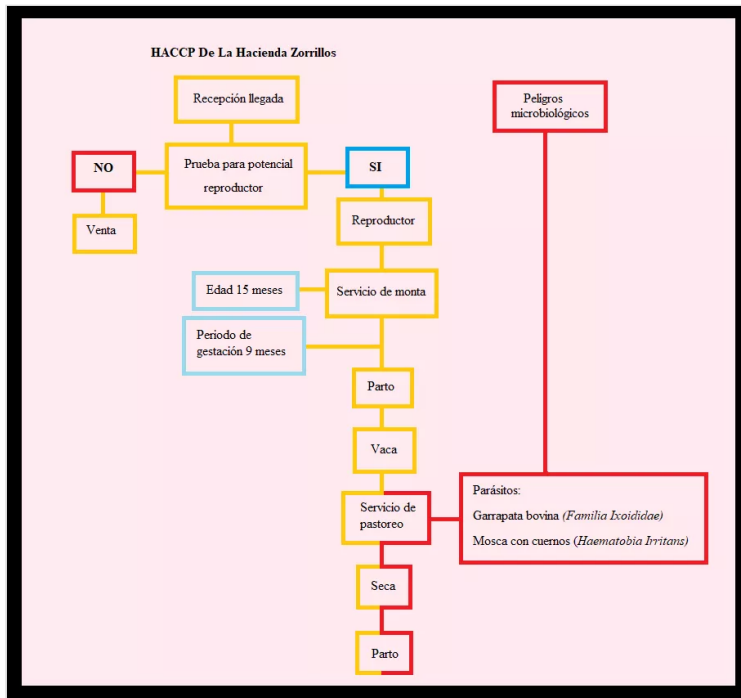 HACCP De La Hacienda Zorrillos
Recepción llegada
Peligros
microbiológicos
NO
Prueba para potencial
reproductor
SI
Venta
Reproductor
Edad 15 meses
Servicio de monta
Periodo de
gestación 9 meses
Parto
Vaca
Servicio de
pastoreo
Parásitos:
Garrapata bovina (Familia Ixoididae)
Mosca con cuernos (Haematobia Irritans)
Seca
Parto